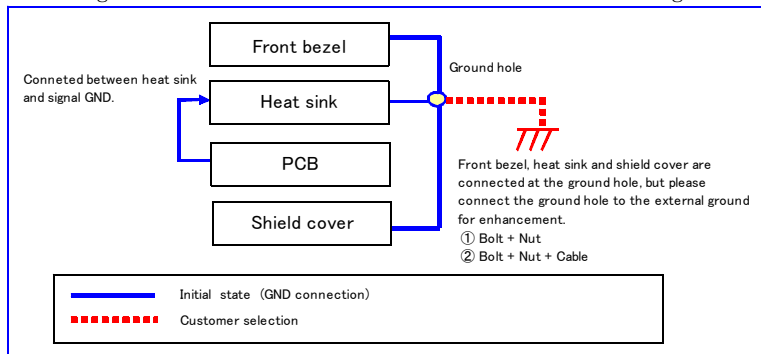 Front bezel
Ground hole
Conneted between heat sink
and signal GND.
Heat sink
PCB
Front bezel, heat sink and shield cover are
connected at the ground hole, but please
connect the ground hole to the external ground
for enhancement.
① Bolt + Nut
② Bolt + Nut + Cable
Shield cover
Initial state (GND connection)
Customer selection